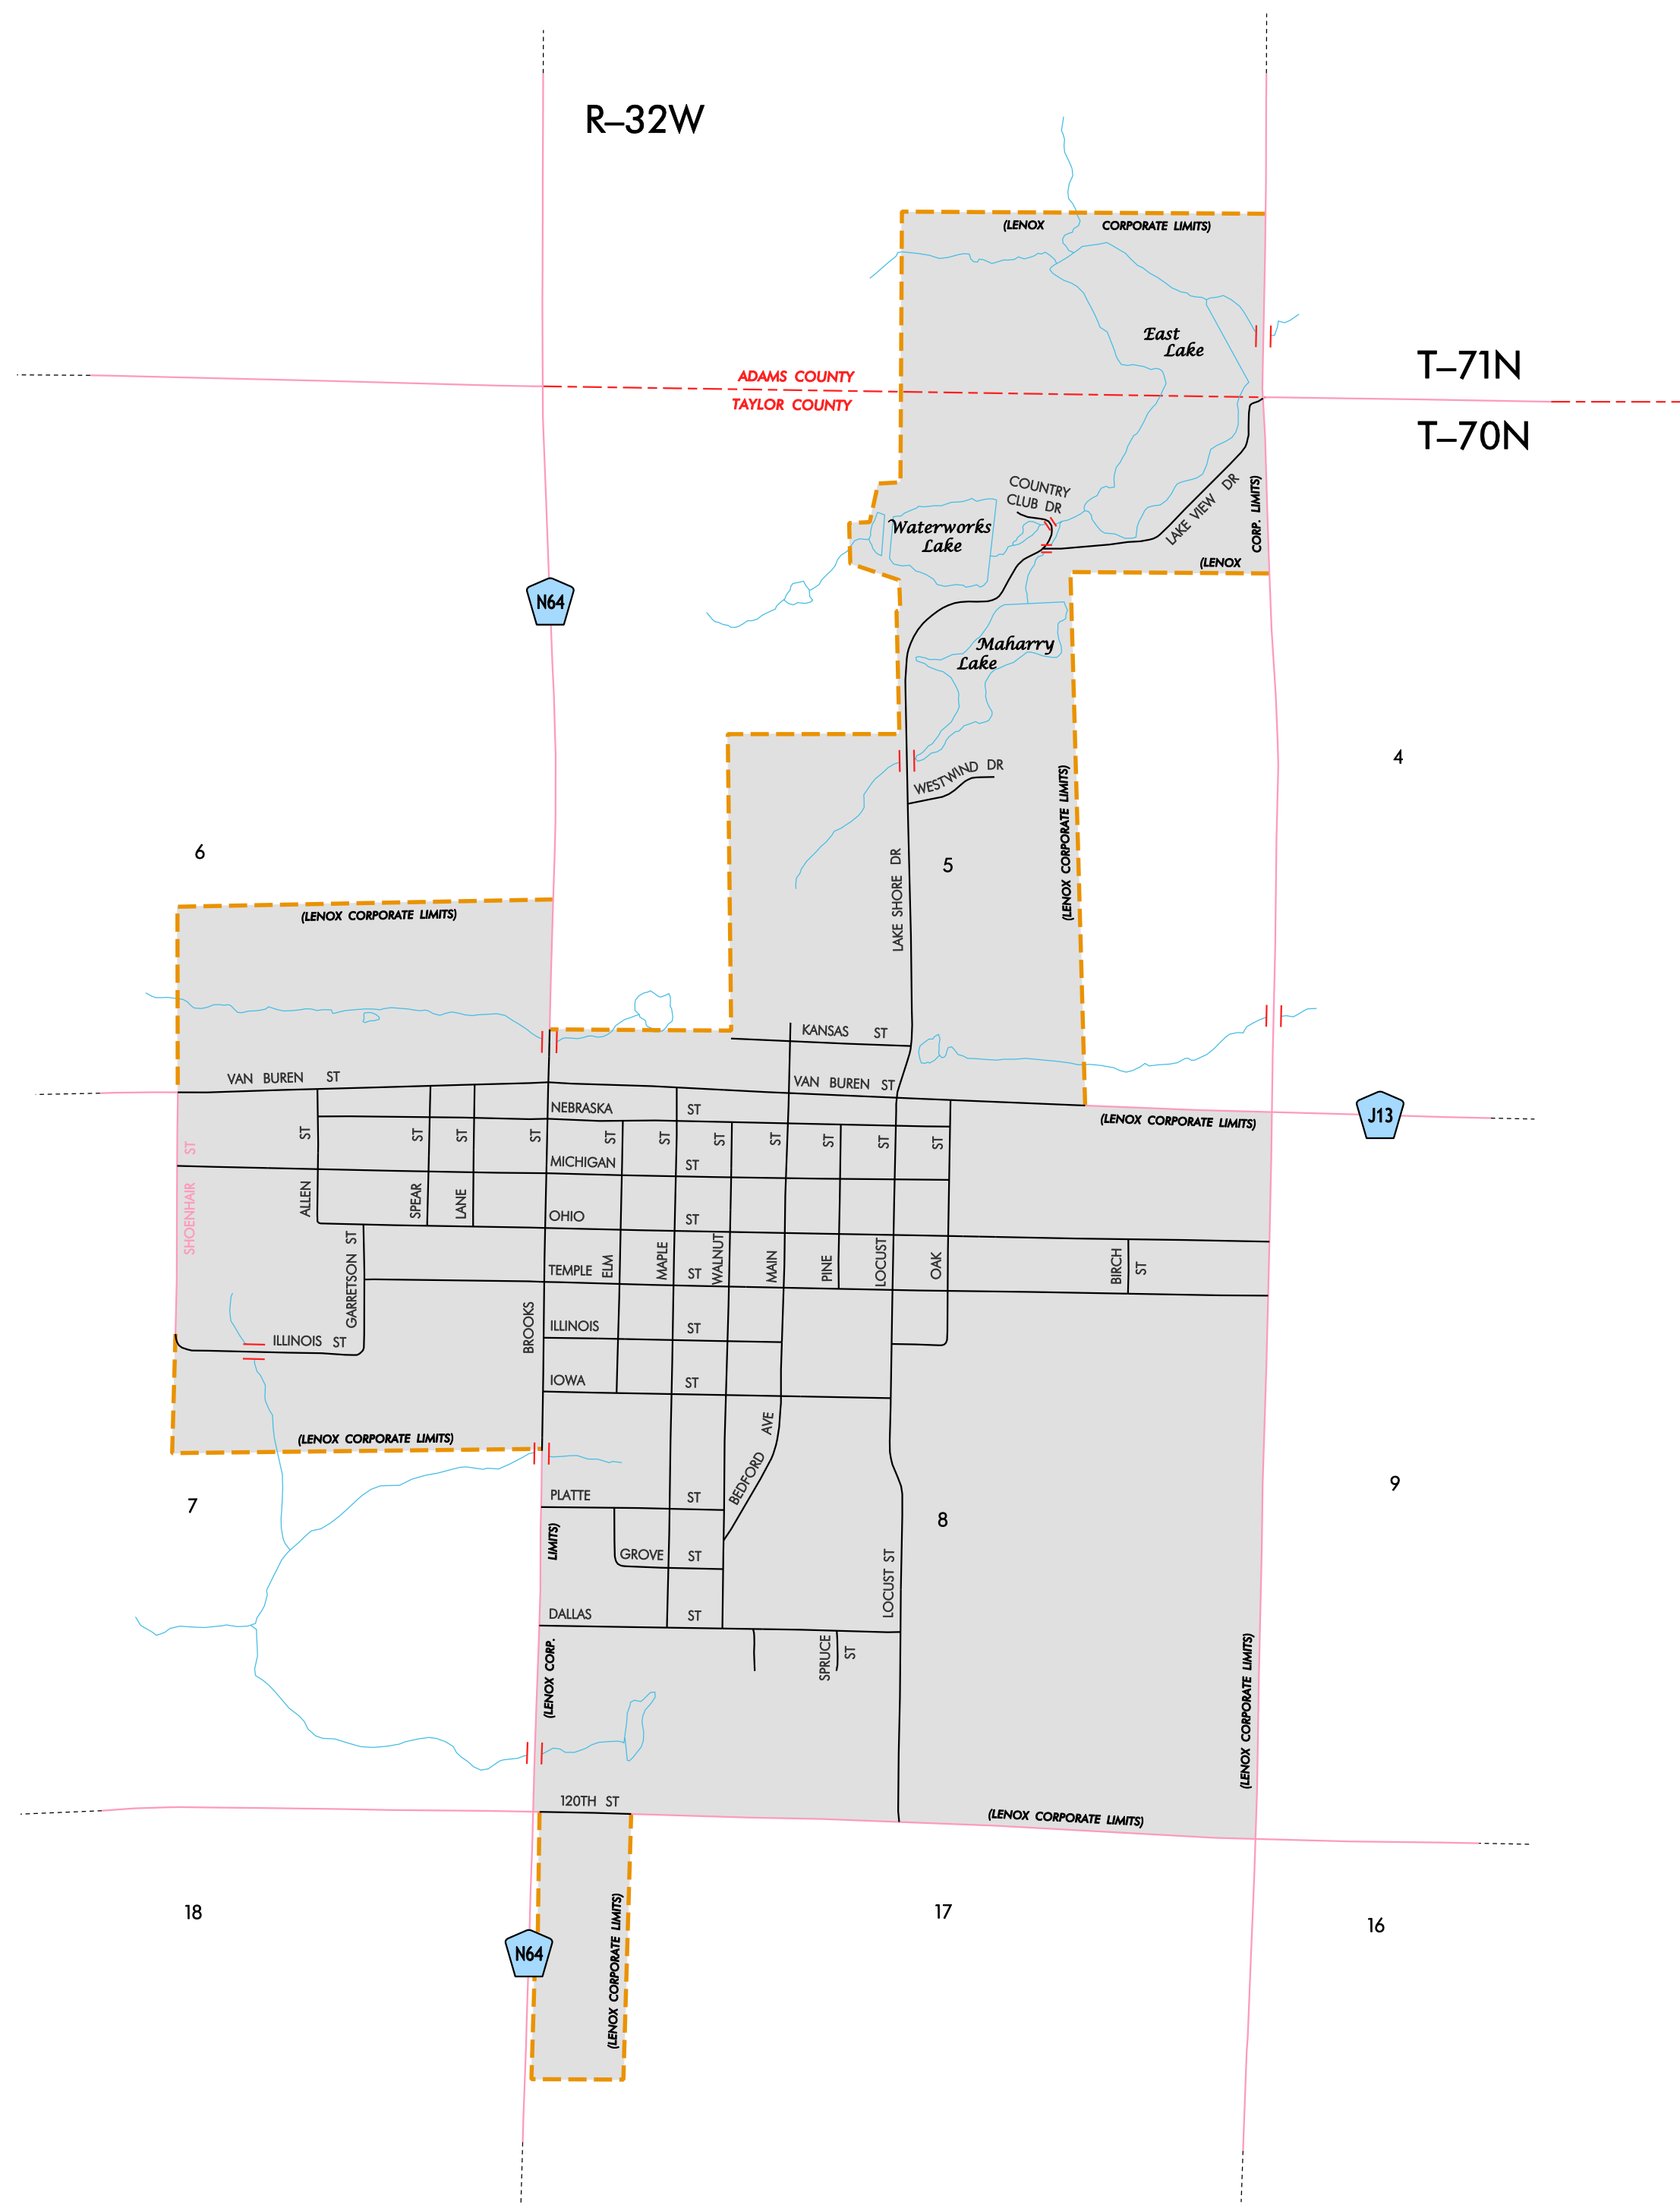 R–32W
(LENOX CORPORATE LIMITS)
East
Lake
T–71N
ADAMS COUNTY
TAYLOR COUNTY
T–70N
COUNTRY
CLUB DR
LAKE VIEW DR
(LENOX
CORP. LIMITS)
Waterworks
Lake
N64
Maharry
Lake
4
WESTWIND DR
(LENOX CORPORATE LIMITS)
6
5
LAKE SHORE DR
(LENOX CORPORATE LIMITS)
KANSAS ST
VAN BUREN ST
VAN BUREN ST
J13
(LENOX CORPORATE LIMITS)
NEBRASKA ST
SHOENHAIR ST
ALLEN ST
SPEAR ST
LANE ST
BROOKS ST
ELM ST
MAPLE ST
WALNUT ST
MAIN ST
PINE ST
LOCUST ST
OAK ST
MICHIGAN ST
OHIO ST
GARRETSON ST
TEMPLE ST
BIRCH ST
ILLINOIS ST
ILLINOIS ST
IOWA ST
BEDFORD AVE
(LENOX CORPORATE LIMITS)
7
PLATTE ST
8
9
(LENOX CORP. LIMITS)
GROVE ST
LOCUST ST
DALLAS ST
SPRUCE ST
(LENOX CORPORATE LIMITS)
120TH ST
(LENOX CORPORATE LIMITS)
18
17
16
N64
(LENOX CORPORATE LIMITS)